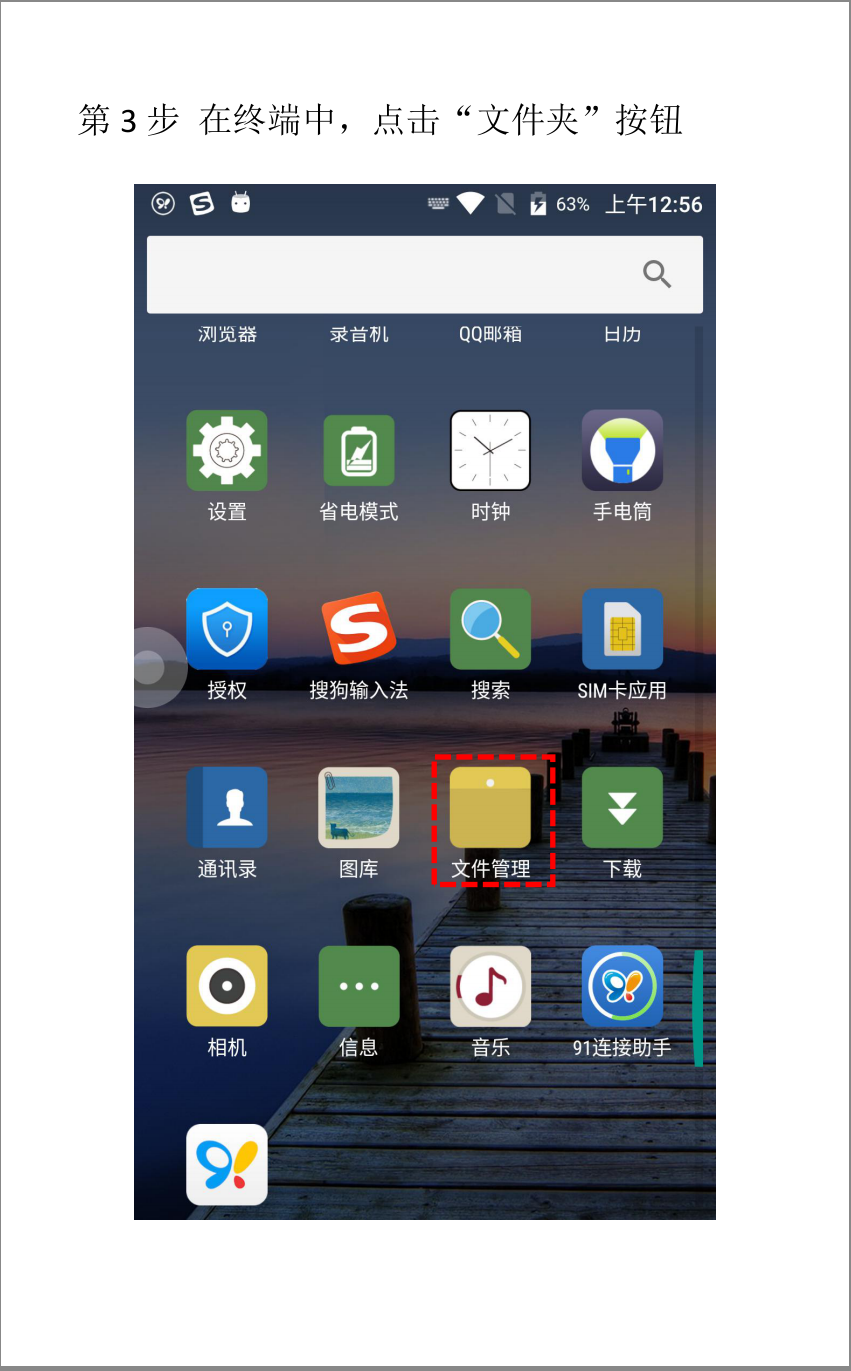 第 3 步 在终端中，点击“文件夹”按钮
63% 上午12:56
浏览器 录音机 QQ邮箱 日历
设置 省电模式 时钟 手电筒
授权 搜狗输入法 搜索 SIM卡应用
通讯录 图库 文件管理 下载
相机 信息 音乐 91连接助手